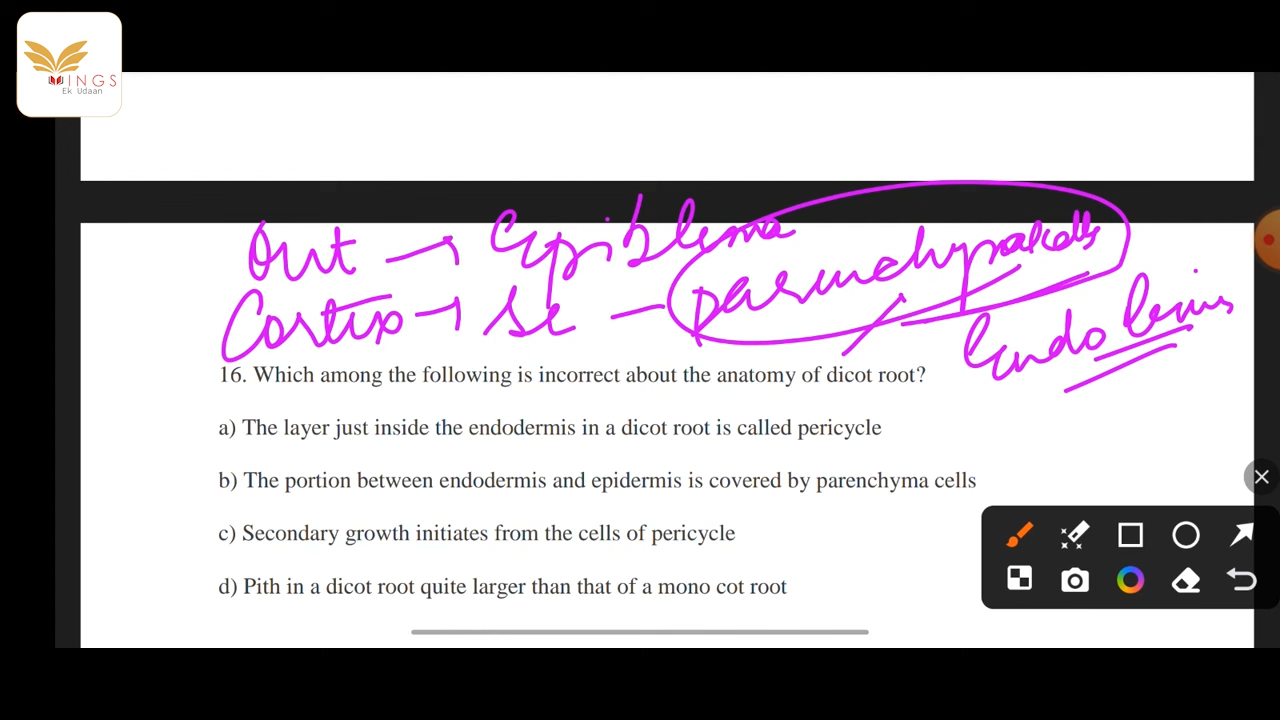 WINGS
Ek Udaan
Out → Epiblema
Cortex → Se — parenchyma cells
Endodermis
16. Which among the following is incorrect about the anatomy of dicot root?
a) The layer just inside the endodermis in a dicot root is called pericycle
b) The portion between endodermis and epidermis is covered by parenchyma cells
c) Secondary growth initiates from the cells of pericycle
d) Pith in a dicot root quite larger than that of a mono cot root